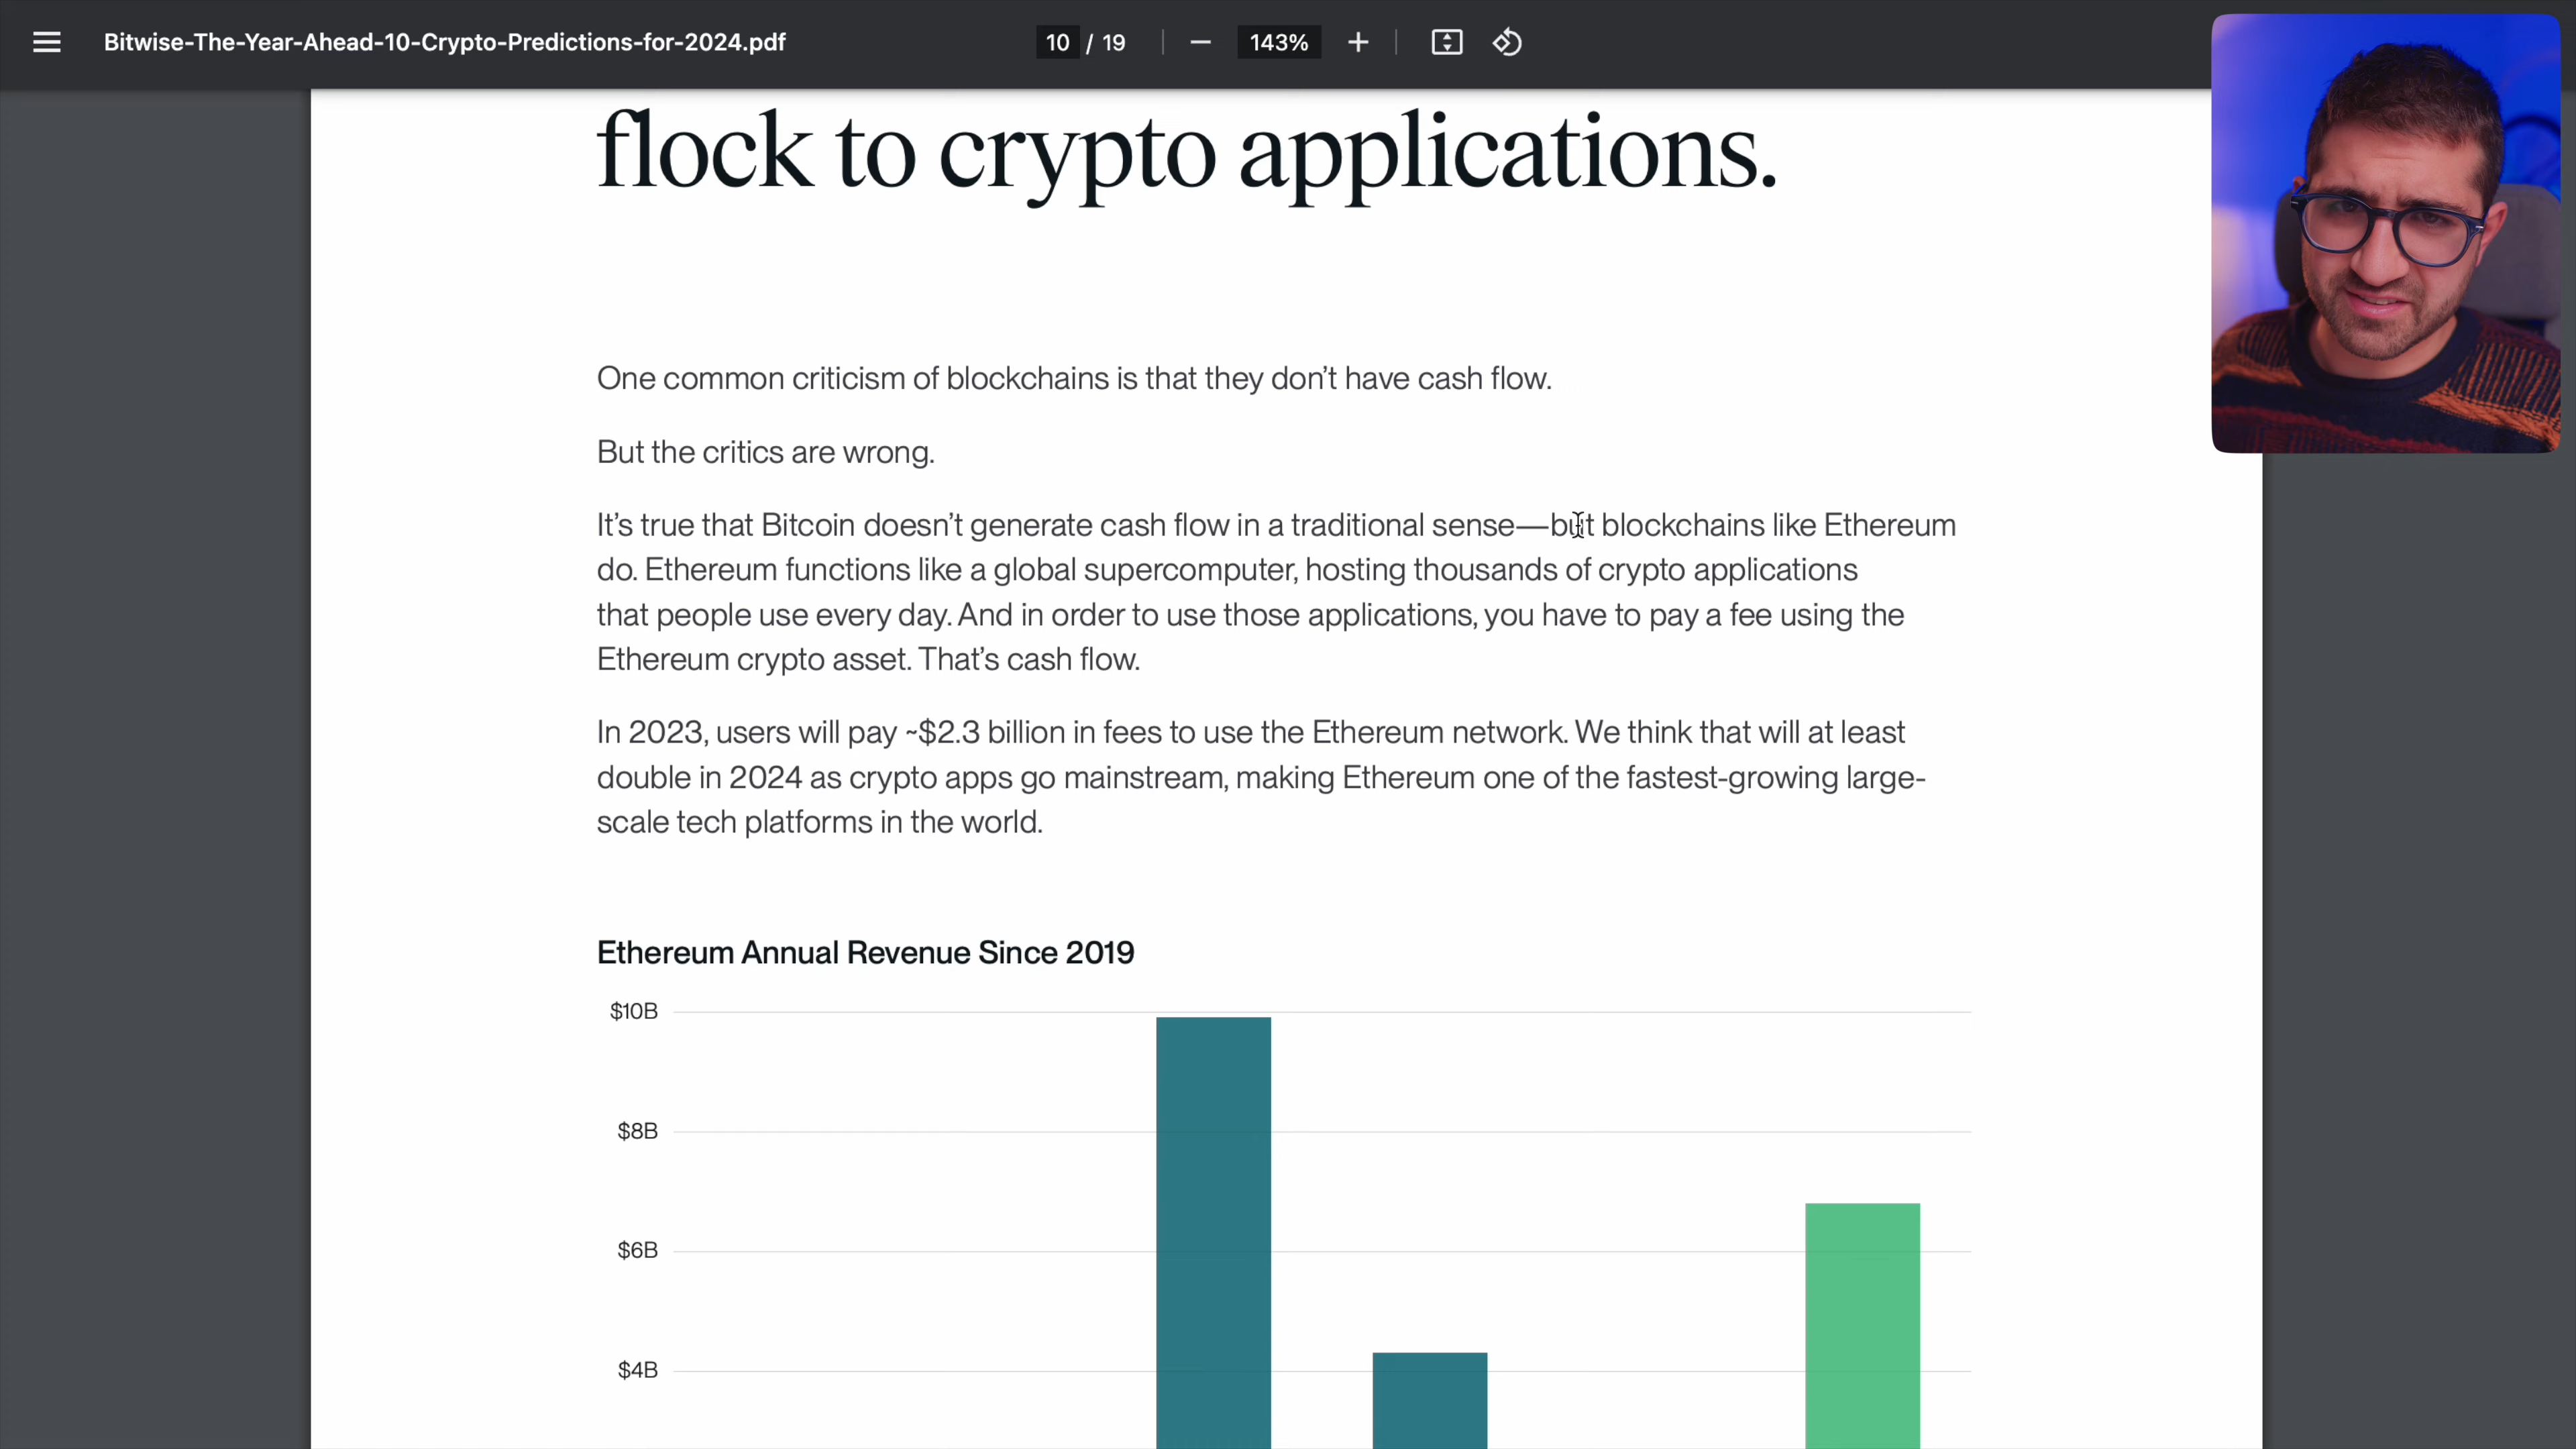 Bitwise-The-Year-Ahead-10-Crypto-Predictions-for-2024.pdf
10 / 19
143%
flock to crypto applications.
One common criticism of blockchains is that they don’t have cash flow.
But the critics are wrong.
It’s true that Bitcoin doesn’t generate cash flow in a traditional sense—but blockchains like Ethereum
do. Ethereum functions like a global supercomputer, hosting thousands of crypto applications
that people use every day. And in order to use those applications, you have to pay a fee using the
Ethereum crypto asset. That’s cash flow.
In 2023, users will pay ~$2.3 billion in fees to use the Ethereum network. We think that will at least
double in 2024 as crypto apps go mainstream, making Ethereum one of the fastest-growing large-
scale tech platforms in the world.
Ethereum Annual Revenue Since 2019
$10B
$8B
$6B
$4B